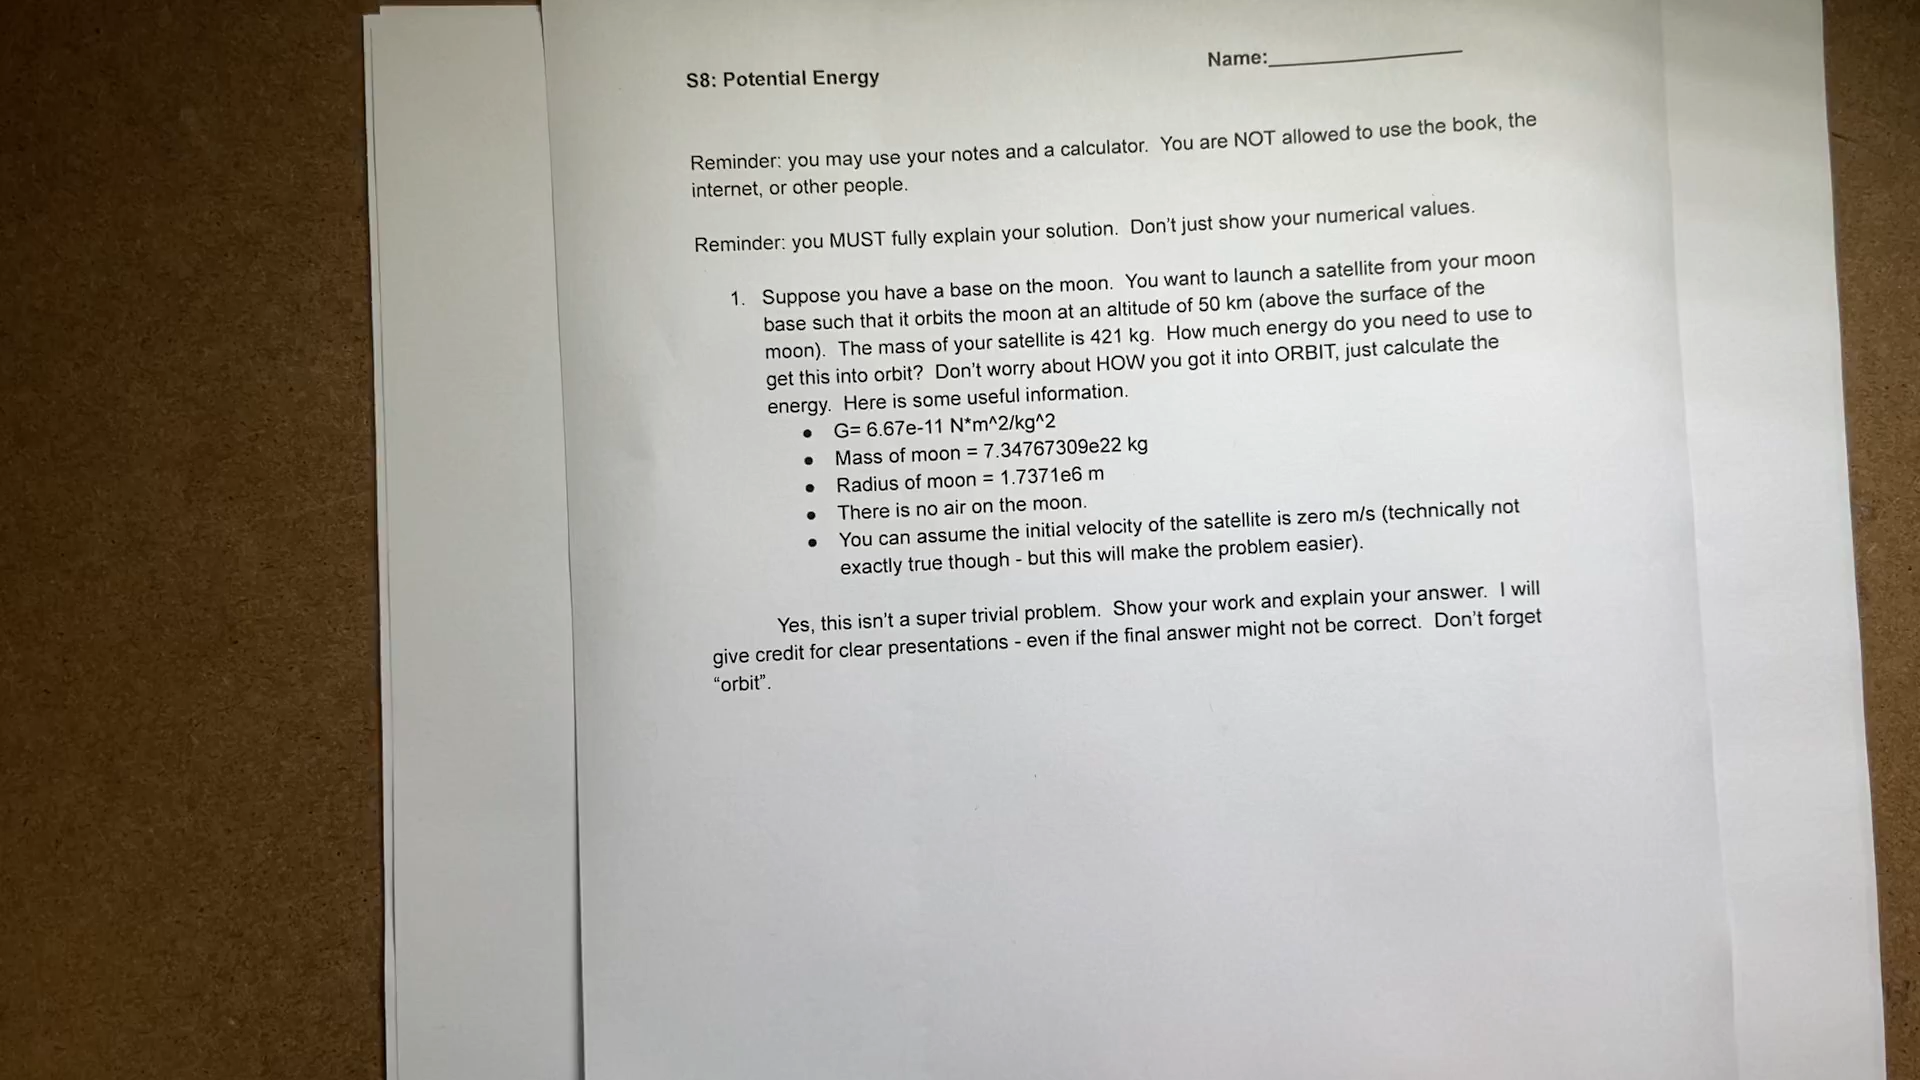 Name:
S8: Potential Energy
Reminder: you may use your notes and a calculator. You are NOT allowed to use the book, the
internet, or other people.
Reminder: you MUST fully explain your solution. Don't just show your numerical values.
1. Suppose you have a base on the moon. You want to launch a satellite from your moon
base such that it orbits the moon at an altitude of 50 km (above the surface of the
moon). The mass of your satellite is 421 kg. How much energy do you need to use to
get this into orbit? Don't worry about HOW you got it into ORBIT, just calculate the
energy. Here is some useful information.
● G= 6.67e-11 N*m^2/kg^2
● Mass of moon = 7.34767309e22 kg
● Radius of moon = 1.7371e6 m
● There is no air on the moon.
● You can assume the initial velocity of the satellite is zero m/s (technically not
exactly true though - but this will make the problem easier).
Yes, this isn't a super trivial problem. Show your work and explain your answer. I will
give credit for clear presentations - even if the final answer might not be correct. Don't forget
“orbit”.